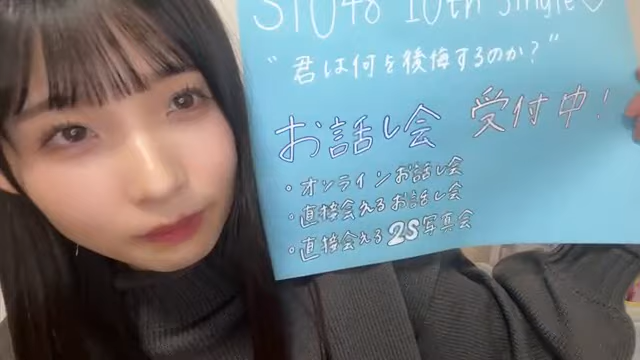 STU48 10th Single♡
"君は何を後悔するのか？"
お話し会 受付中！
・オンラインお話し会
・直接会えるお話し会
・直接会える2S写真会